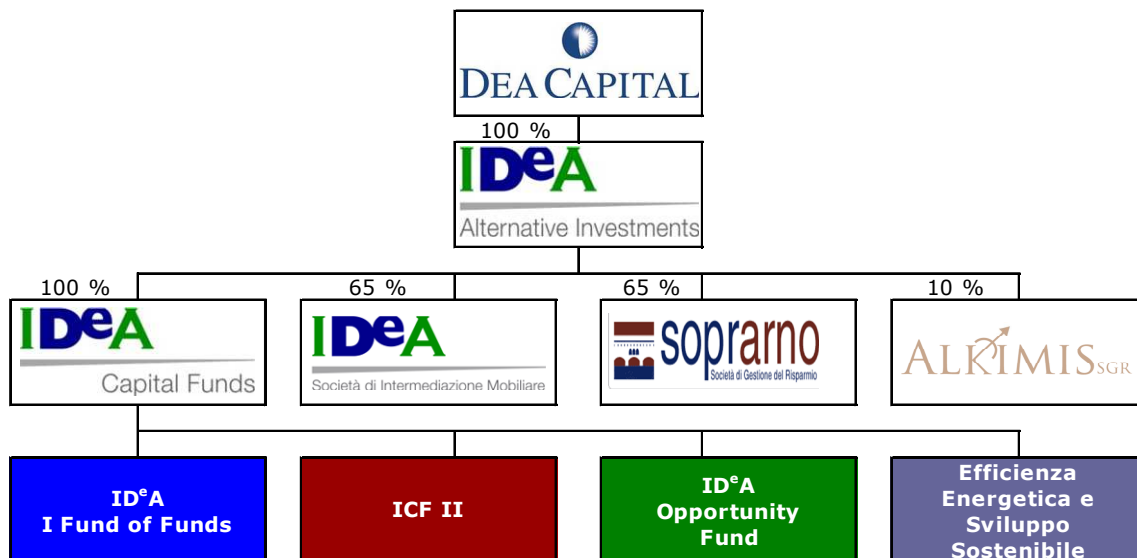 DEA CAPITAL
100 %
IDeA
Alternative Investments
100 %
65 %
65 %
10 %
IDeA
Capital Funds
IDeA
Società di Intermediazione Mobiliare
soprarno
Società di Gestione del Risparmio
ALKIMIS SGR
IDeA
I Fund of Funds
ICF II
IDeA
Opportunity
Fund
Efficienza
Energetica e
Sviluppo
Sostenibile